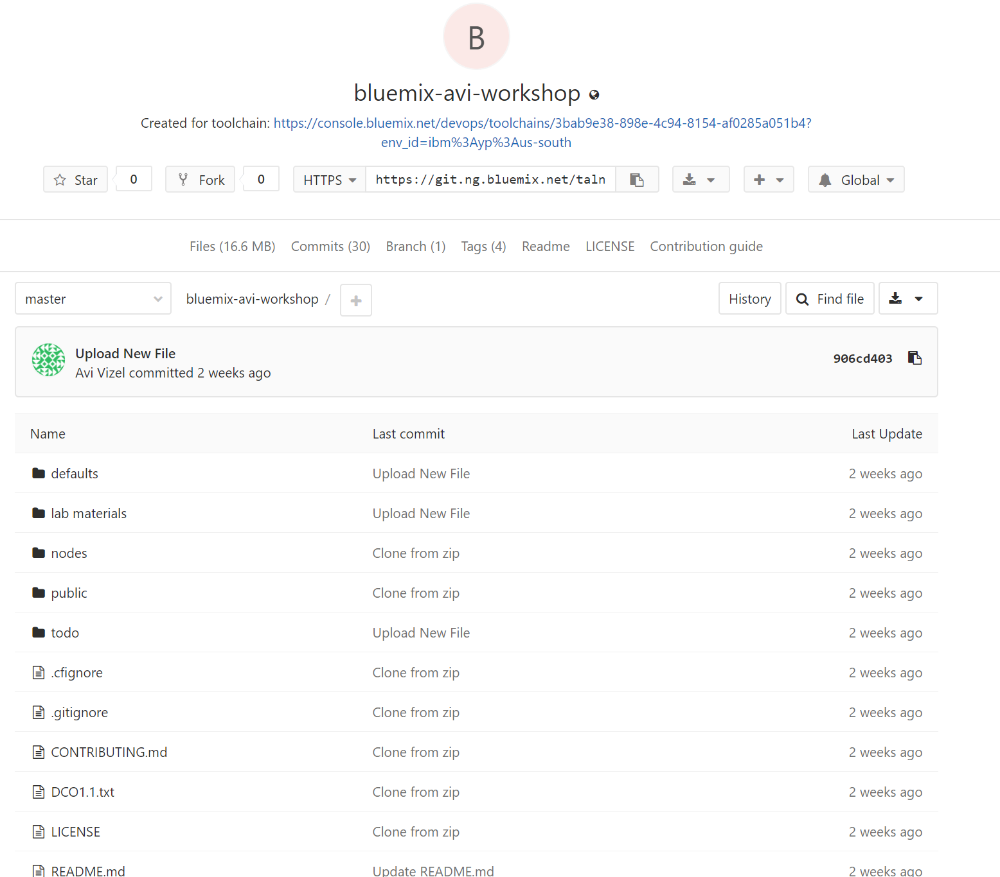 B
bluemix-avi-workshop
Created for toolchain: https://console.bluemix.net/devops/toolchains/3bab9e38-898e-4c94-8154-af0285a051b4?
env_id=ibm%3Ayp%3Aus-south
Star 0 Fork 0 HTTPS https://git.ng.bluemix.net/taln Global
Files (16.6 MB) Commits (30) Branch (1) Tags (4) Readme LICENSE Contribution guide
master bluemix-avi-workshop / History Find file
Upload New File
906cd403
Avi Vizel committed 2 weeks ago
Name Last commit Last Update
defaults Upload New File 2 weeks ago
lab materials Upload New File 2 weeks ago
nodes Clone from zip 2 weeks ago
public Clone from zip 2 weeks ago
todo Upload New File 2 weeks ago
.cfignore Clone from zip 2 weeks ago
.gitignore Clone from zip 2 weeks ago
CONTRIBUTING.md Clone from zip 2 weeks ago
DCO1.1.txt Clone from zip 2 weeks ago
LICENSE Clone from zip 2 weeks ago
README.md Update README.md 2 weeks ago